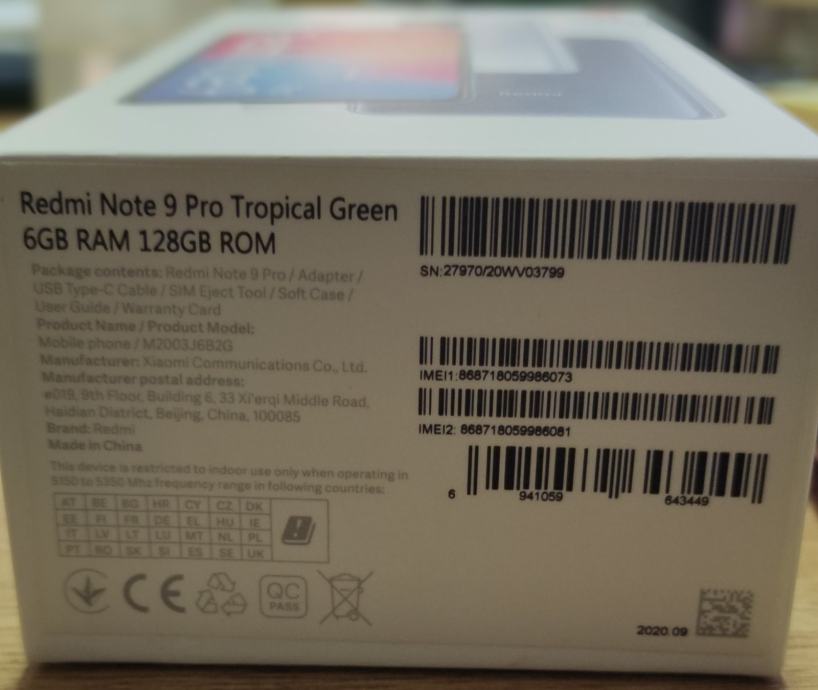 Redmi Note 9 Pro Tropical Green
6GB RAM 128GB ROM
Package contents: Redmi Note 9 Pro / Adapter /
USB Type-C Cable / SIM Eject Tool / Soft Case /
User Guide / Warranty Card
Product Name / Product Model:
Mobile phone / M2003J6B2G
Manufacturer: Xiaomi Communications Co., Ltd.
Manufacturer postal address:
#019, 9th Floor, Building 6, 33 Xi'erqi Middle Road,
Haidian District, Beijing, China, 100085
Brand: Redmi
Made in China
This device is restricted to indoor use only when operating in
5150 to 5350 Mhz frequency range in following countries:
AT BE BG HR CY CZ DK
EE FI FR DE EL HU IE
IT LV LT LU MT NL PL
PT RO SK SI ES SE UK
CE
QC
PASS
SN:27970/20WV03799
IMEI1:868718059986073
IMEI2: 868718059986081
6 941059 643449
2020.09